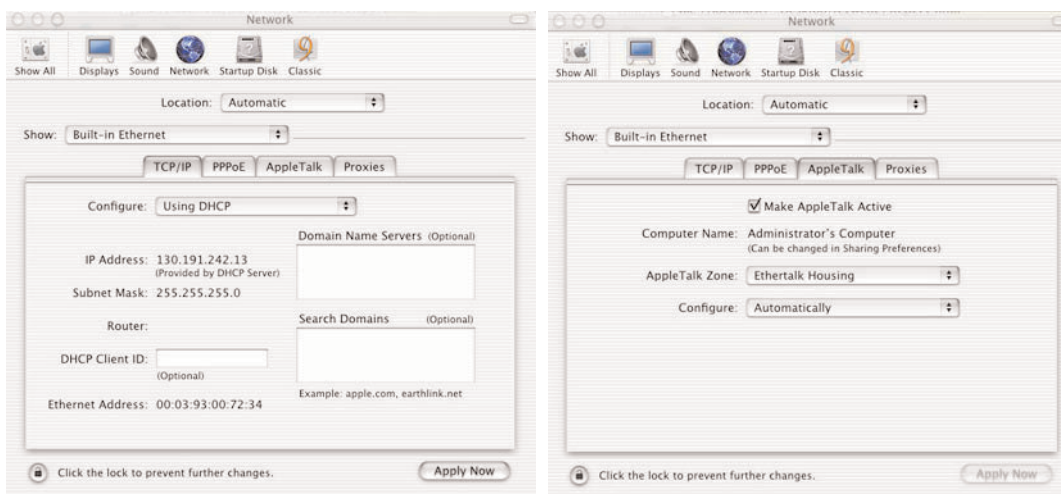 Network
Show All Displays Sound Network Startup Disk Classic
Location: Automatic
Show: Built-in Ethernet
TCP/IP PPPoE AppleTalk Proxies
Configure: Using DHCP
Domain Name Servers (Optional)
IP Address: 130.191.242.13
(Provided by DHCP Server)
Subnet Mask: 255.255.255.0
Router:
Search Domains (Optional)
DHCP Client ID:
(Optional)
Example: apple.com, earthlink.net
Ethernet Address: 00:03:93:00:72:34
Click the lock to prevent further changes.
Apply Now
Network
Show All Displays Sound Network Startup Disk Classic
Location: Automatic
Show: Built-in Ethernet
TCP/IP PPPoE AppleTalk Proxies
Make AppleTalk Active
Computer Name: Administrator's Computer
(Can be changed in Sharing Preferences)
AppleTalk Zone: Ethertalk Housing
Configure: Automatically
Click the lock to prevent further changes.
Apply Now